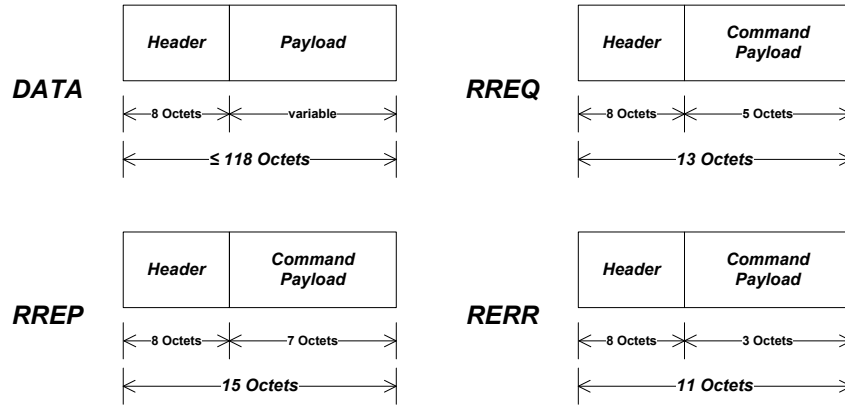 DATA
Header
Payload
8 Octets
variable
≤ 118 Octets
RREQ
Header
Command
Payload
8 Octets
5 Octets
13 Octets
RREP
Header
Command
Payload
8 Octets
7 Octets
15 Octets
RERR
Header
Command
Payload
8 Octets
3 Octets
11 Octets